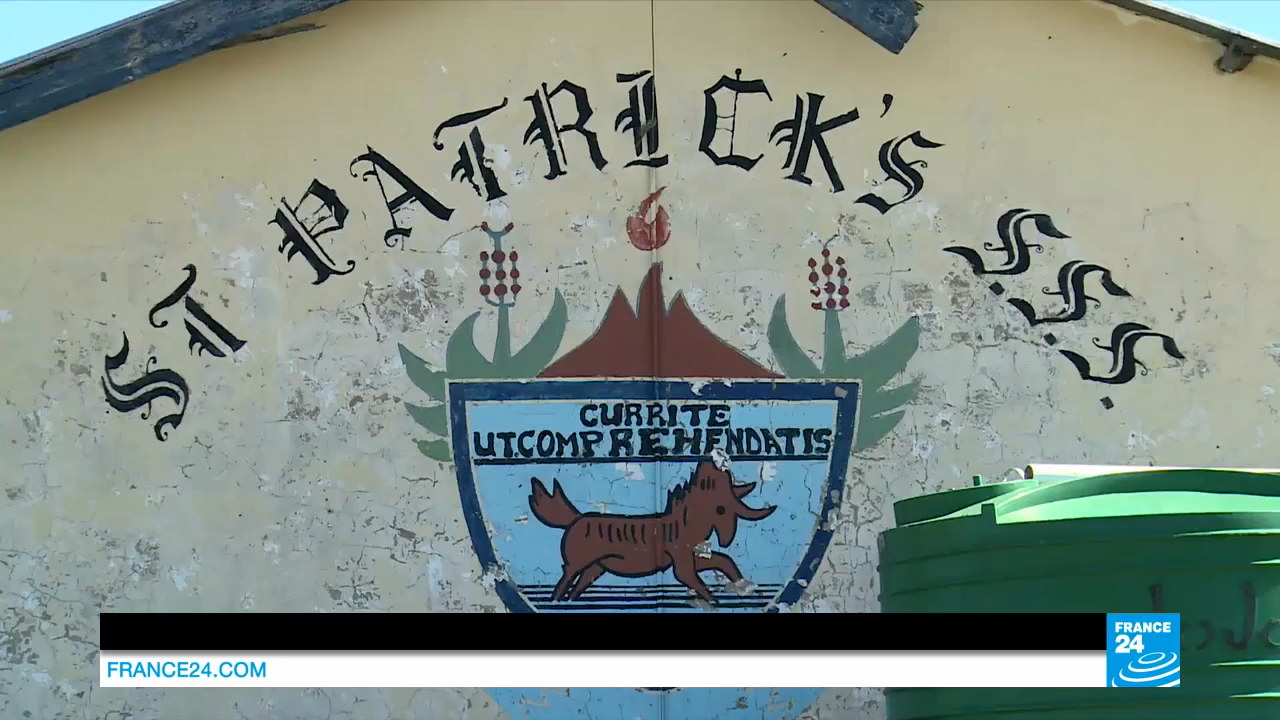 ST PATRICK'S S.S.S.
CURRITE
UT.COMPREHENDATIS
FRANCE24.COM
FRANCE
24